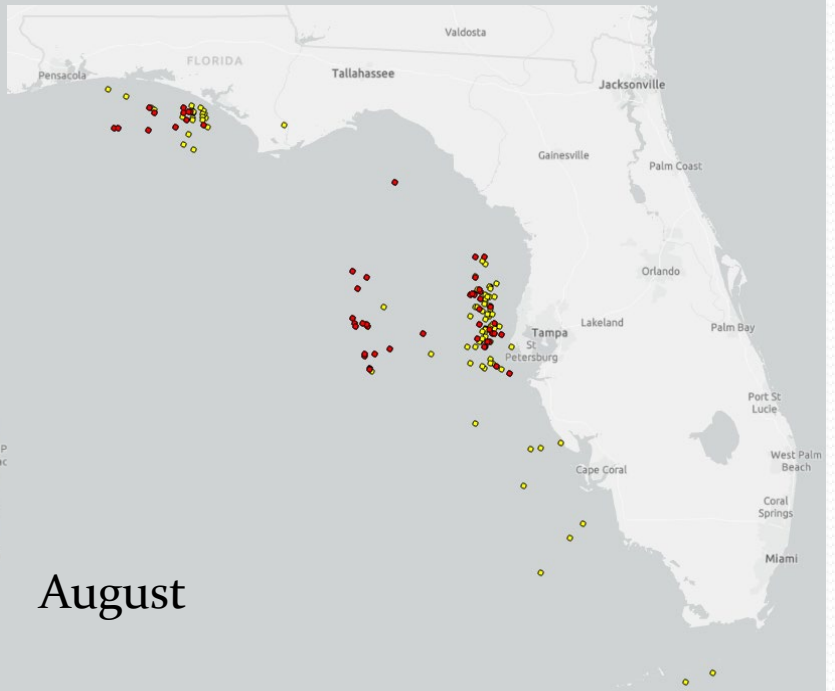 Valdosta
FLORIDA
Pensacola
Tallahassee
Jacksonville
Gainesville
Palm Coast
Orlando
Tampa
Lakeland
Palm Bay
St
Petersburg
Port St
Lucie
P
ac
West Palm
Beach
Cape Coral
Coral
Springs
Miami
August